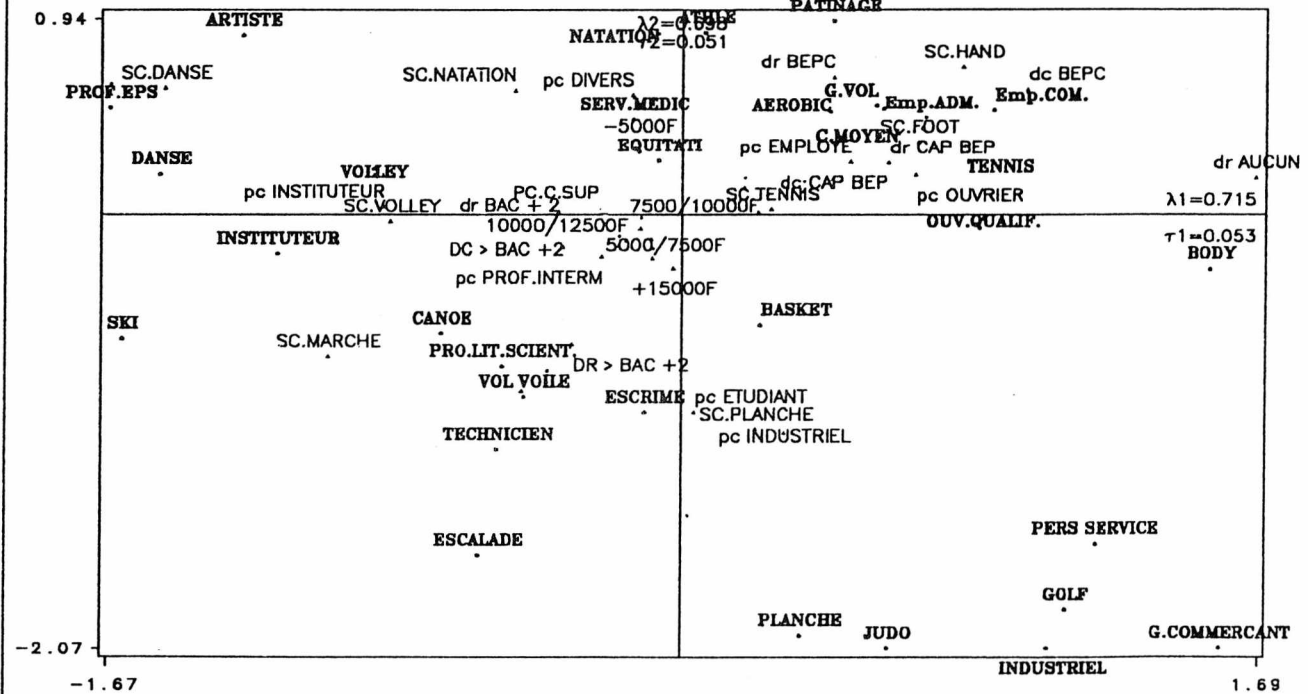 PATINAGE
0.94
ARTISTE
ATHLE
λ2=0.698
NATATION
τ2=0.051
SC.HAND
SC.DANSE
SC.NATATION
pc DIVERS
dr BEPC
dc BEPC
PROF.EPS
SERV.MEDIC
AEROBIC
G.VOL
Emp.ADM.
Emp.COM.
-5000F
SC.FOOT
C.MOYEN
EQUITATI
pc EMPLOYE
dr CAP BEP
DANSE
VOLLEY
TENNIS
dr AUCUN
dc CAP BEP
pc INSTITUTEUR
PC.C.SUP
SC.TENNIS
pc OUVRIER
SC.VOLLEY
dr BAC + 2
7500/10000F
λ1=0.715
10000/12500F
OUV.QUALIF.
INSTITUTEUR
DC > BAC +2
5000/7500F
τ1=0.053
BODY
pc PROF.INTERM
+15000F
BASKET
SKI
CANOE
SC.MARCHE
PRO.LIT.SCIENT.
DR > BAC +2
VOL VOILE
ESCRIME
pc ETUDIANT
SC.PLANCHE
TECHNICIEN
pc INDUSTRIEL
ESCALADE
PERS SERVICE
GOLF
PLANCHE
JUDO
G.COMMERCANT
-2.07
INDUSTRIEL
-1.67
1.69